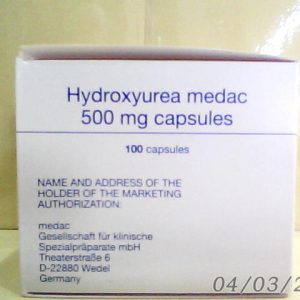 Hydroxyurea medac
500 mg capsules
100 capsules
NAME AND ADDRESS OF THE
HOLDER OF THE MARKETING
AUTHORIZATION:
medac
Gesellschaft für klinische
Spezialpräparate mbH
Theaterstraße 6
D-22880 Wedel
Germany
04/03/2